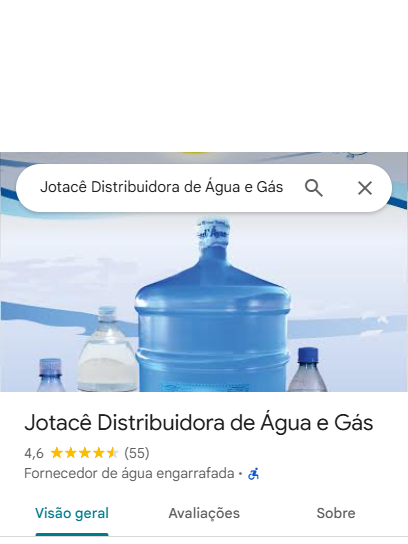 Jotacê Distribuidora de Água e Gás
Jotacê Distribuidora de Água e Gás
4,6 (55)
Fornecedor de água engarrafada ·
Visão geral
Avaliações
Sobre